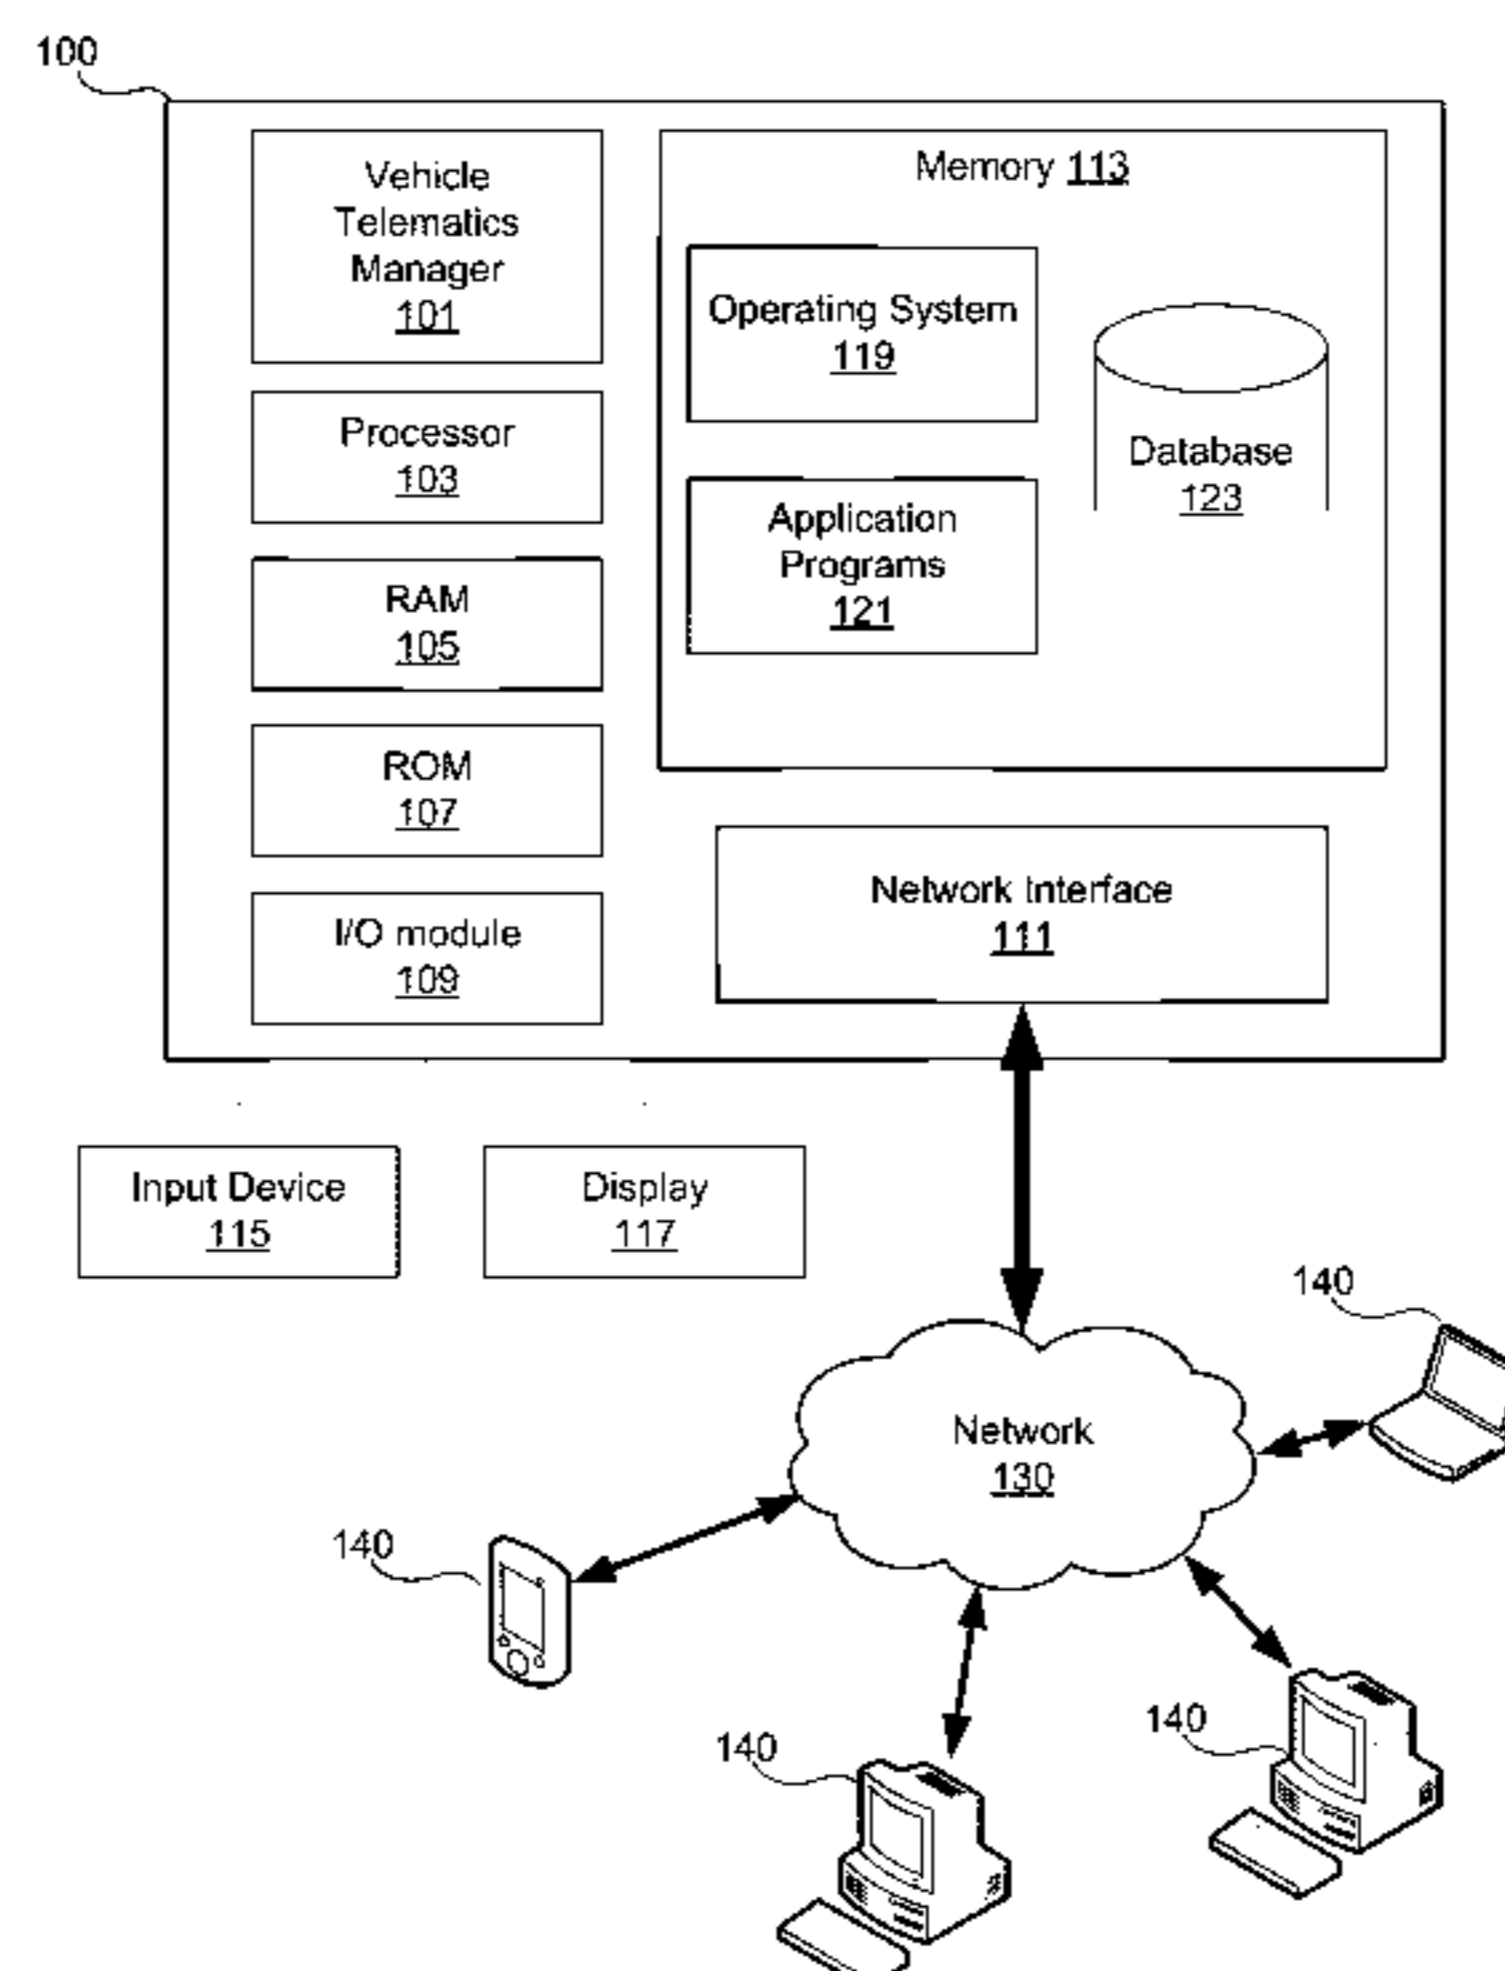 100
Vehicle
Telematics
Manager
101
Processor
103
RAM
105
ROM
107
I/O module
109
Memory 113
Operating System
119
Application
Programs
121
Database
123
Network Interface
111
Input Device
115
Display
117
Network
130
140
140
140
140